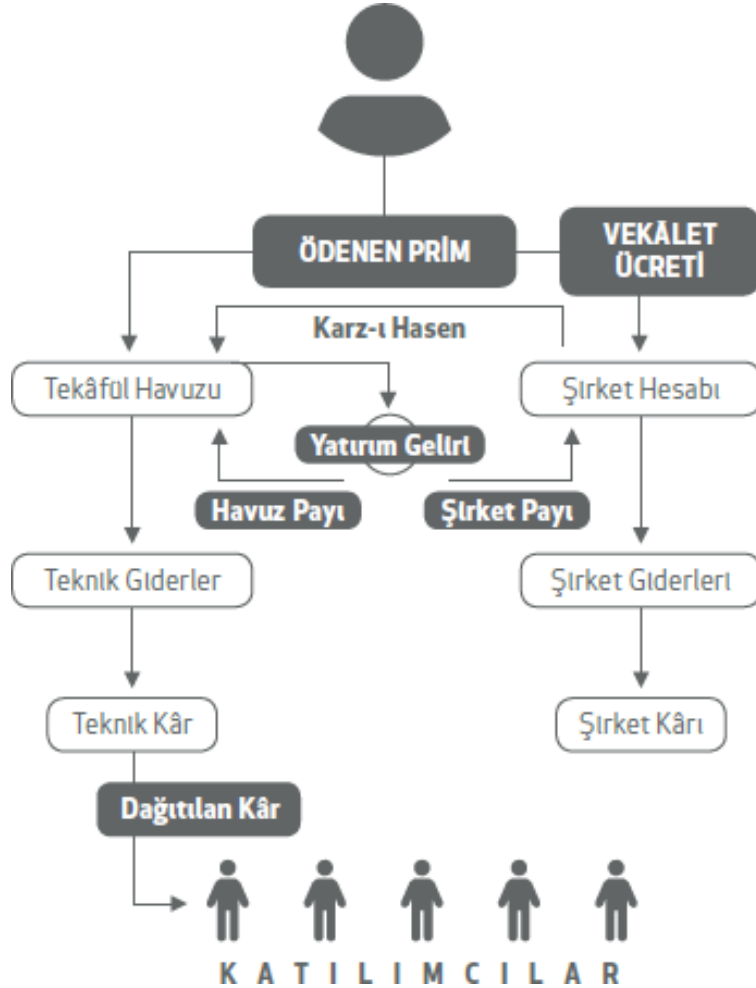 ÖDENEN PRİM
VEKÂLET
ÜCRETİ
Karz-ı Hasen
Tekâfül Havuzu
Şirket Hesabı
Yatırım Geliri
Havuz Payı
Şirket Payı
Teknik Giderler
Şirket Giderleri
Teknik Kâr
Şirket Kârı
Dağıtılan Kâr
KATILIMCILAR